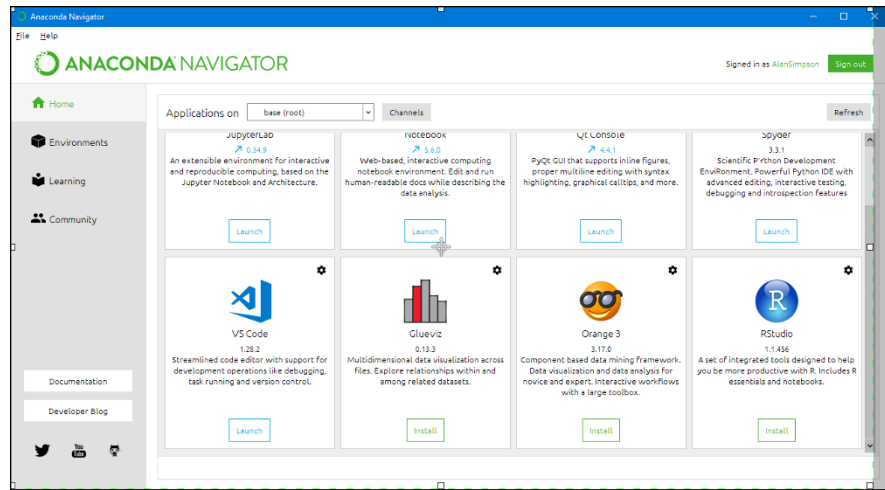 Anaconda Navigator
File Help
ANACONDA NAVIGATOR
Signed in as AlanSimpson
Sign out
Home
Environments
Learning
Community
Documentation
Developer Blog
You
Tube
Applications on base (root) Channels
Refresh
JupyterLab
0.34.9
An extensible environment for interactive
and reproducible computing, based on the
Jupyter Notebook and Architecture.
Launch
Notebook
5.6.0
Web-based, interactive computing
notebook environment. Edit and run
human-readable docs while describing the
data analysis.
Launch
Qt Console
4.4.1
PyQt GUI that supports inline figures,
proper multiline editing with syntax
highlighting, graphical calltips, and more.
Launch
Spyder
3.3.1
Scientific PYthon Development
EnviRonment. Powerful Python IDE with
advanced editing, interactive testing,
debugging and introspection features
Launch
VS Code
1.28.2
Streamlined code editor with support for
development operations like debugging,
task running and version control.
Launch
Glueviz
0.13.3
Multidimensional data visualization across
files. Explore relationships within and
among related datasets.
Install
Orange 3
3.17.0
Component based data mining framework.
Data visualization and data analysis for
novice and expert. Interactive workflows
with a large toolbox.
Install
R
RStudio
1.1.456
A set of integrated tools designed to help
you be more productive with R. Includes R
essentials and notebooks.
Install